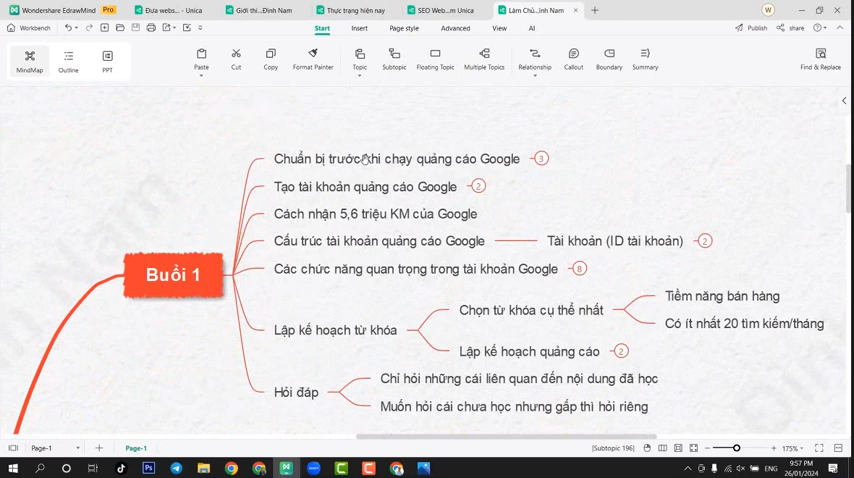 Wondershare EdrawMind Pro
Đưa webs... - Unica
Giới thi...Đình Nam
Thực trạng hiện nay
SEO Web...m Unica
Làm Chủ...ình Nam
W
Workbench
Start
Insert
Page style
Advanced
View
AI
Publish
share
MindMap
Outline
PPT
Paste
Cut
Copy
Format Painter
Topic
Subtopic
Floating Topic
Multiple Topics
Relationship
Callout
Boundary
Summary
Find & Replace
Chuẩn bị trước khi chạy quảng cáo Google 3
Tạo tài khoản quảng cáo Google 2
Cách nhận 5,6 triệu KM của Google
Cấu trúc tài khoản quảng cáo Google Tài khoản (ID tài khoản) 2
Các chức năng quan trọng trong tài khoản Google 8
Buổi 1
Tiềm năng bán hàng
Chọn từ khóa cụ thể nhất
Có ít nhất 20 tìm kiếm/tháng
Lập kế hoạch từ khóa
Lập kế hoạch quảng cáo 2
Chỉ hỏi những cái liên quan đến nội dung đã học
Hỏi đáp
Muốn hỏi cái chưa học nhưng gấp thì hỏi riêng
Page-1
Page-1
[Subtopic 196]
175%
ENG
9:57 PM
26/01/2024